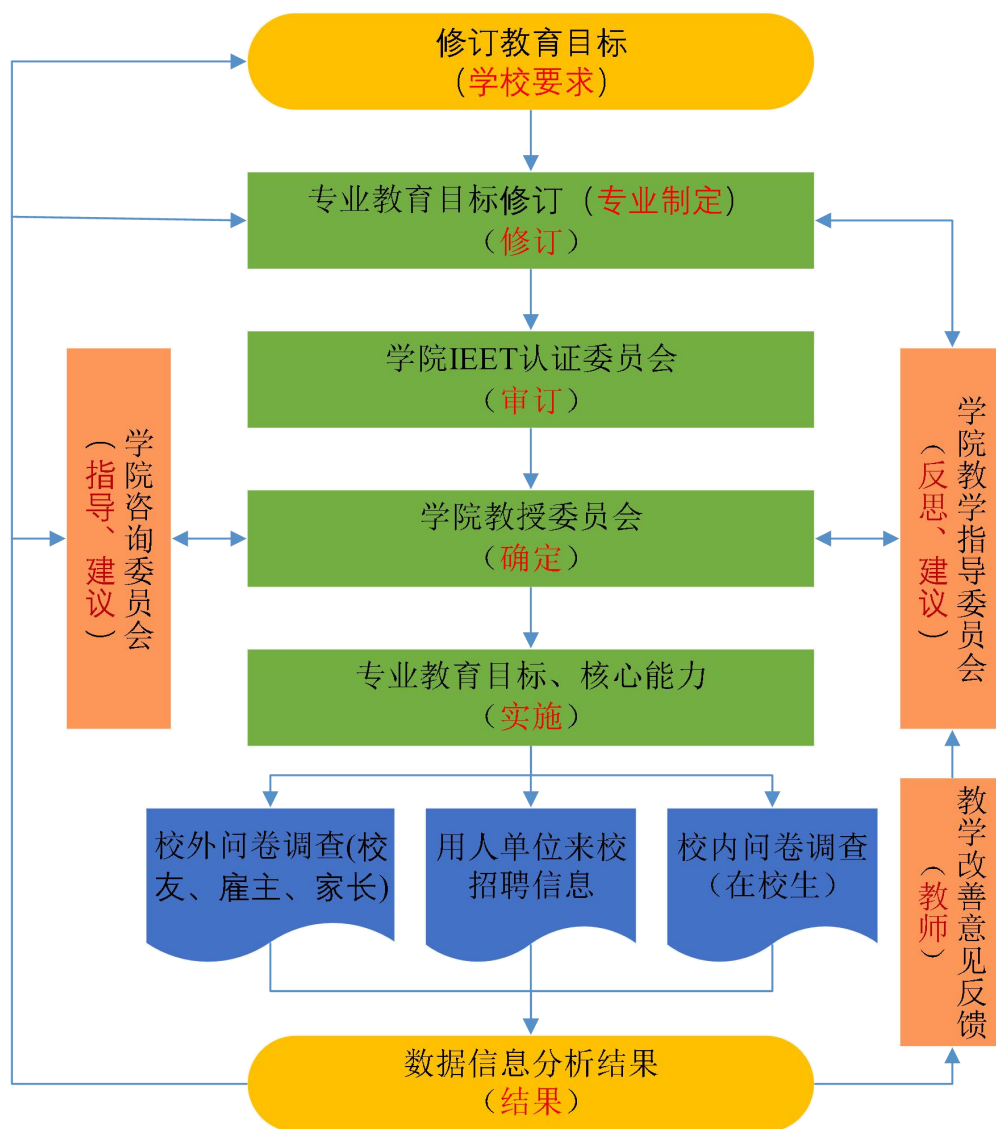 修订教育目标
（学校要求）
专业教育目标修订（专业制定）
（修订）
学院IEET认证委员会
（审订）
学院咨询委员会
（指导、建议）
学院教授委员会
（确定）
学院教学指导委员会
（反思、建议）
专业教育目标、核心能力
（实施）
校外问卷调查(校
友、雇主、家长)
用人单位来校
招聘信息
校内问卷调查
（在校生）
教学改善意见反馈
（教师）
数据信息分析结果
（结果）